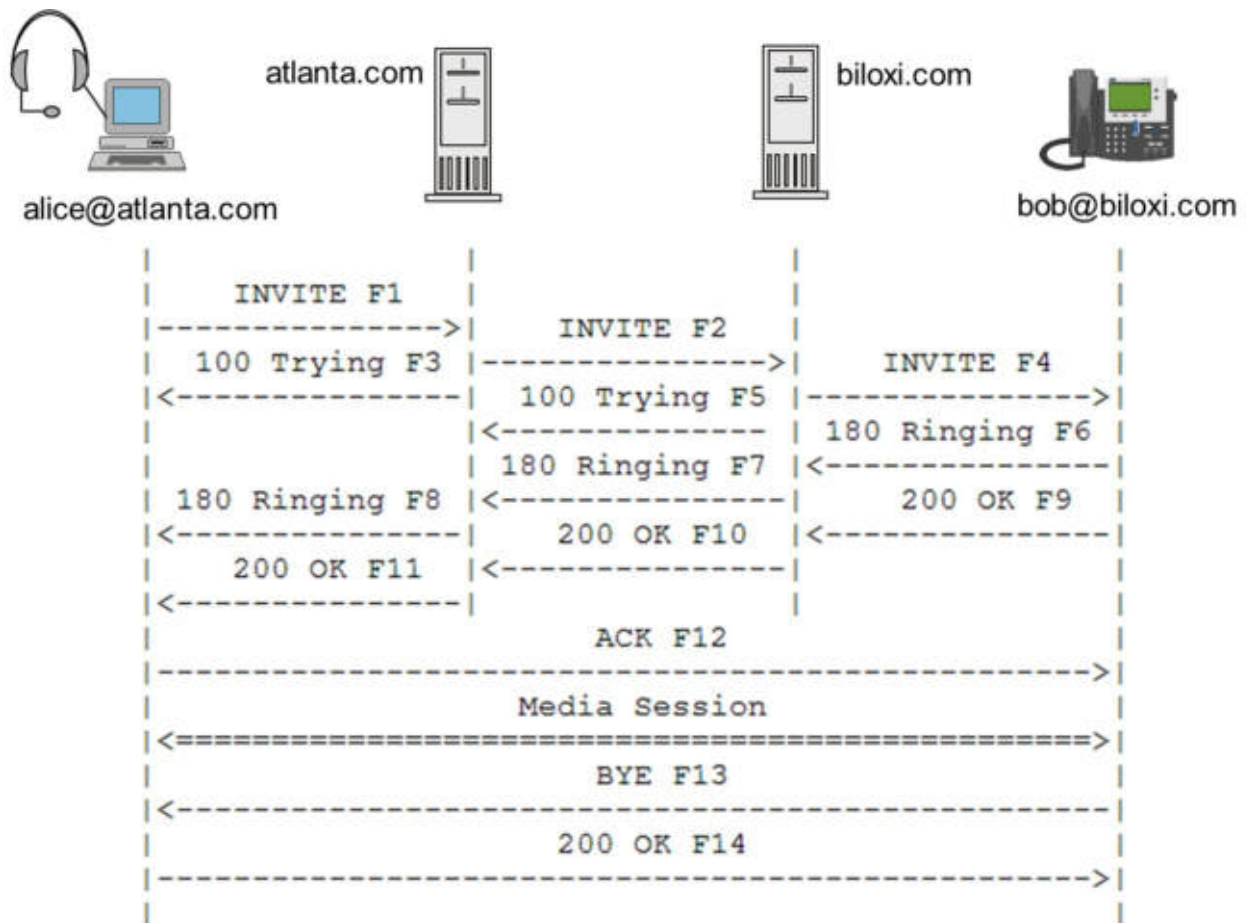 atlanta.com
biloxi.com
alice@atlanta.com
bob@biloxi.com
INVITE F1
INVITE F2
100 Trying F3
INVITE F4
100 Trying F5
180 Ringing F6
180 Ringing F7
180 Ringing F8
200 OK F9
200 OK F10
200 OK F11
ACK F12
Media Session
BYE F13
200 OK F14